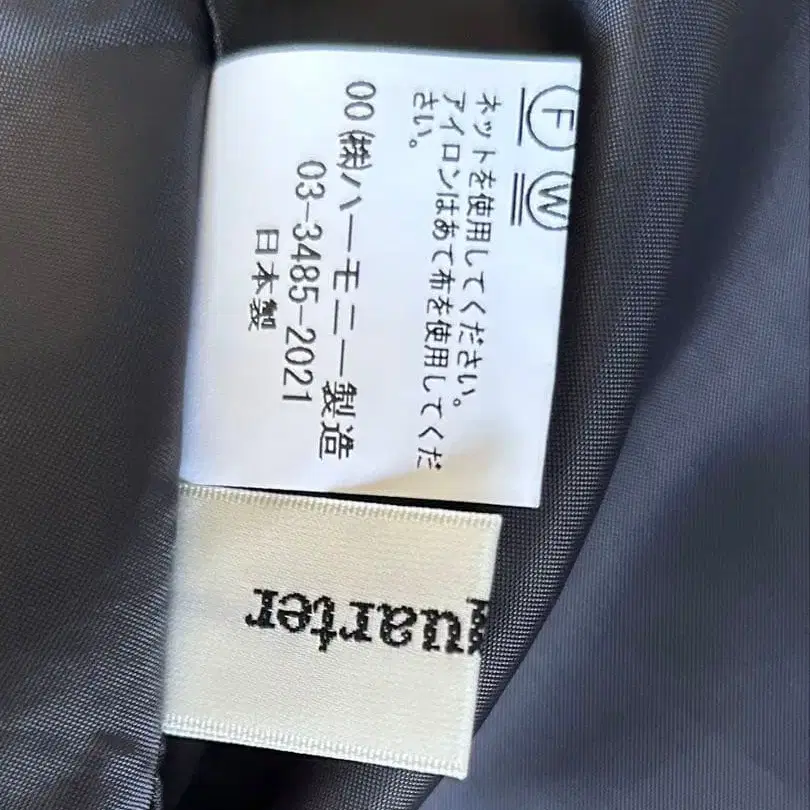 F W
ネットを使用してください。
アイロンはあて布を使用してくだ
さい。
00 (株)ハーモニー製造
03-3485-2021
日本製
quarter